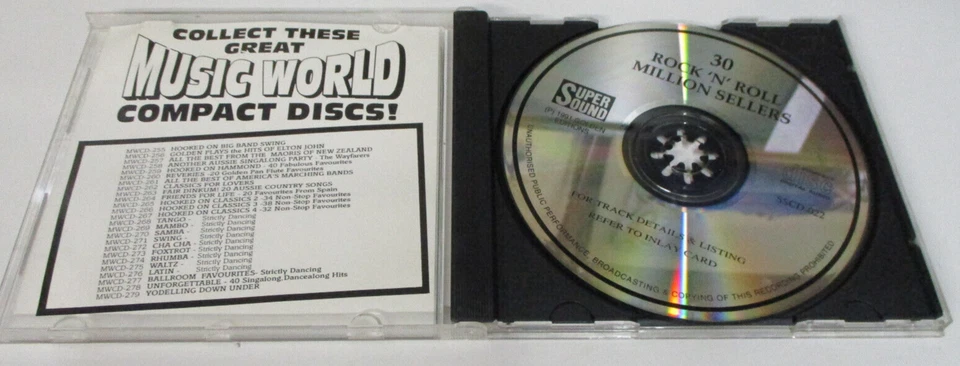 COLLECT THESE
GREAT
MUSIC WORLD
COMPACT DISCS!
MWCD-255 HOOKED ON BIG BAND SWING
MWCD-256 GOLDEN PLAYS the HITS OF ELTON JOHN
MWCD-257 ALL THE BEST FROM THE MAORIS OF NEW ZEALAND
MWCD-258 ANOTHER AUSSIE SINGALONG PARTY - The Wayfarers
MWCD-259 HOOKED ON HAMMOND - 40 Fabulous Favourites
MWCD-260 REVERIES -20 Golden Pan Flute Favourites
MWCD-261 ALL THE BEST OF AMERICA'S MARCHING BANDS
MWCD-262 CLASSICS FOR LOVERS
MWCD-263 FAIR DINKUM! 20 AUSSIE COUNTRY SONGS
MWCD-264 FRIENDS FOR LIFE - 20 Favourites From Spain
MWCD-265 HOOKED ON CLASSICS 2 -34 Non-Stop Favourites
MWCD-266 HOOKED ON CLASSICS 3 -38 Non-Stop Favourites
MWCD-267 HOOKED ON CLASSICS 4 -32 Non-Stop Favourites
MWCD-268 TANGO - Strictly Dancing
MWCD-269 MAMBO - Strictly Dancing
MWCD-270 SAMBA - Strictly Dancing
MWCD-271 SWING - Strictly Dancing
MWCD-272 CHA CHA - Strictly Dancing
MWCD-273 FOXTROT - Strictly Dancing
MWCD-274 RHUMBA - Strictly Dancing
MWCD-275 WALTZ - Strictly Dancing
MWCD-276 LATIN - Strictly Dancing
MWCD-277 BALLROOM FAVOURITES- Strictly Dancing
MWCD-278 UNFORGETTABLE - 40 Singalong,Dancealong Hits
MWCD-279 YODELLING DOWN UNDER
30
ROCK 'N' ROLL
MILLION SELLERS
SUPER
SOUND
EDITIONS
SSCD-022
FOR TRACK DETAILS & LISTING
REFER TO INLAY CARD
UNAUTHORISED PUBLIC PERFORMANCE, BROADCASTING & COPYING OF THIS RECORDING PROHIBITED